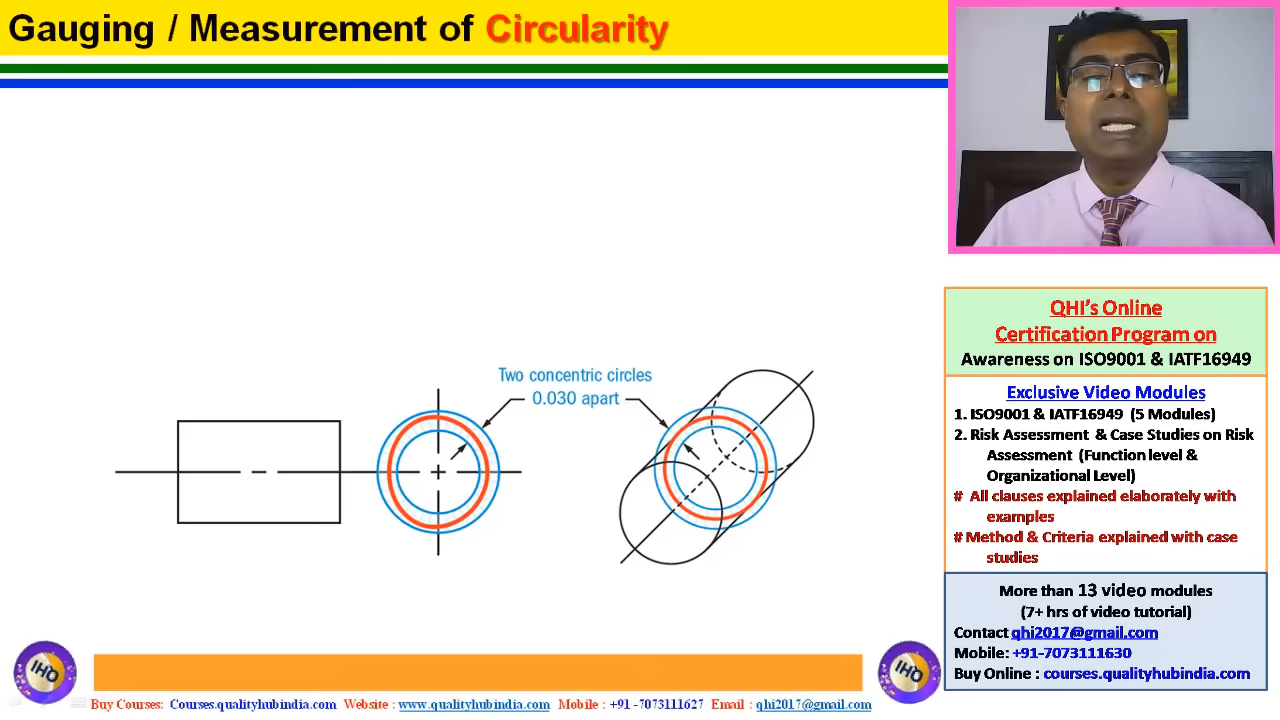 Gauging / Measurement of Circularity
Two concentric circles
0.030 apart
QHI's Online
Certification Program on
Awareness on ISO9001 & IATF16949
Exclusive Video Modules
1. ISO9001 & IATF16949 (5 Modules)
2. Risk Assessment & Case Studies on Risk
Assessment (Function level &
Organizational Level)
# All clauses explained elaborately with
examples
# Method & Criteria explained with case
studies
More than 13 video modules
(7+ hrs of video tutorial)
Contact qhi2017@gmail.com
Mobile: +91-7073111630
Buy Online : courses.qualityhubindia.com
IHO
IHO
Buy Courses: Courses.qualityhubindia.com Website : www.qualityhubindia.com Mobile : +91 -7073111627 Email : qhi2017@gmail.com